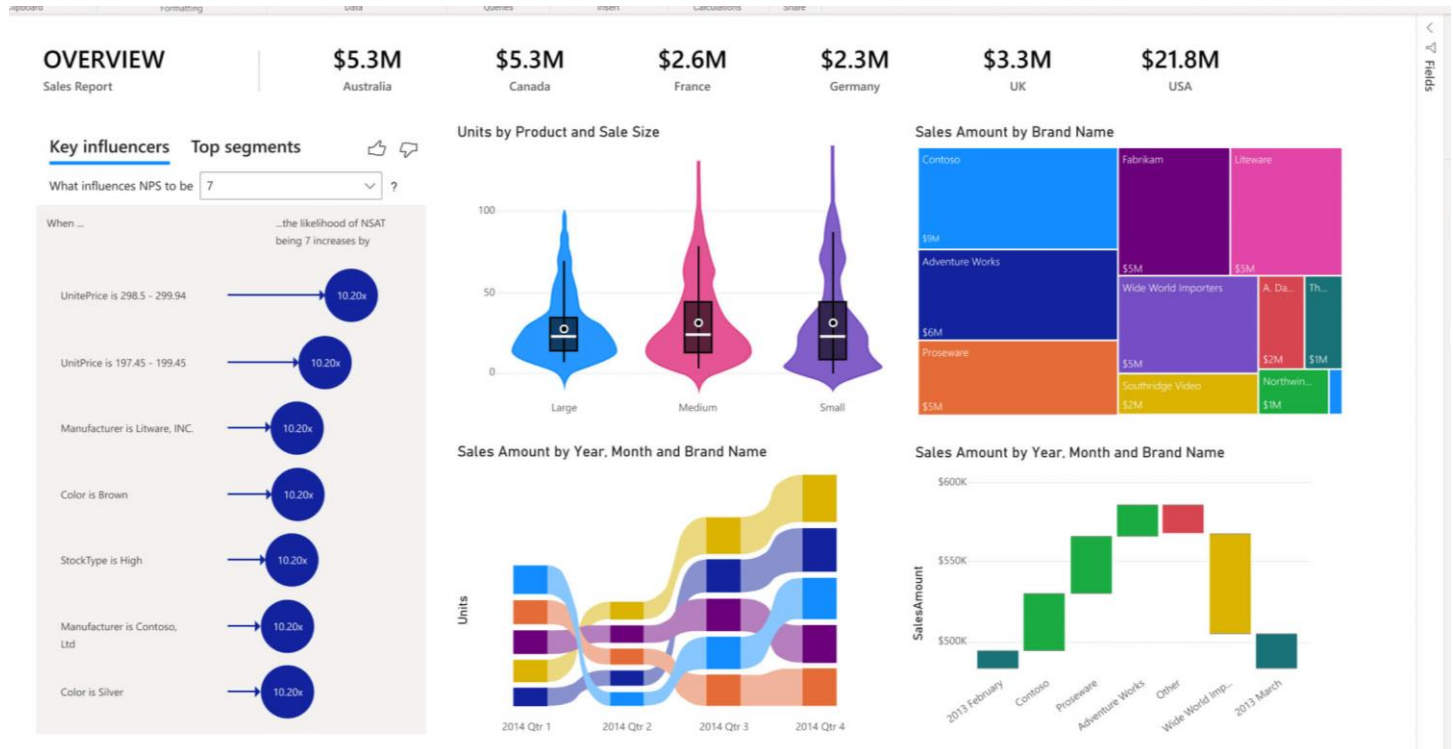 Formatting
Data
Queries
Insert
Calculations
Share
OVERVIEW
Sales Report
$5.3M
Australia
$5.3M
Canada
$2.6M
France
$2.3M
Germany
$3.3M
UK
$21.8M
USA
Fields
Key influencers
Top segments
What influences NPS to be
7
?
When ...
...the likelihood of NSAT
being 7 increases by
UnitePrice is 298.5 - 299.94
10.20x
UnitPrice is 197.45 - 199.45
10.20x
Manufacturer is Litware, INC.
10.20x
Color is Brown
10.20x
StockType is High
10.20x
Manufacturer is Contoso,
Ltd
10.20x
Color is Silver
10.20x
Units by Product and Sale Size
100
50
0
Large
Medium
Small
Sales Amount by Brand Name
Contoso
$9M
Adventure Works
$6M
Proseware
$5M
Fabrikam
$5M
Liteware
$5M
Wide World Importers
$5M
Southridge Video
$2M
A. Da...
$2M
Th...
$1M
Northwin...
$1M
Sales Amount by Year, Month and Brand Name
Units
2014 Qtr 1
2014 Qtr 2
2014 Qtr 3
2014 Qtr 4
Sales Amount by Year, Month and Brand Name
SalesAmount
$600K
$550K
$500K
2013 February
Contoso
Proseware
Adventure Works
Other
Wide World Imp...
2013 March